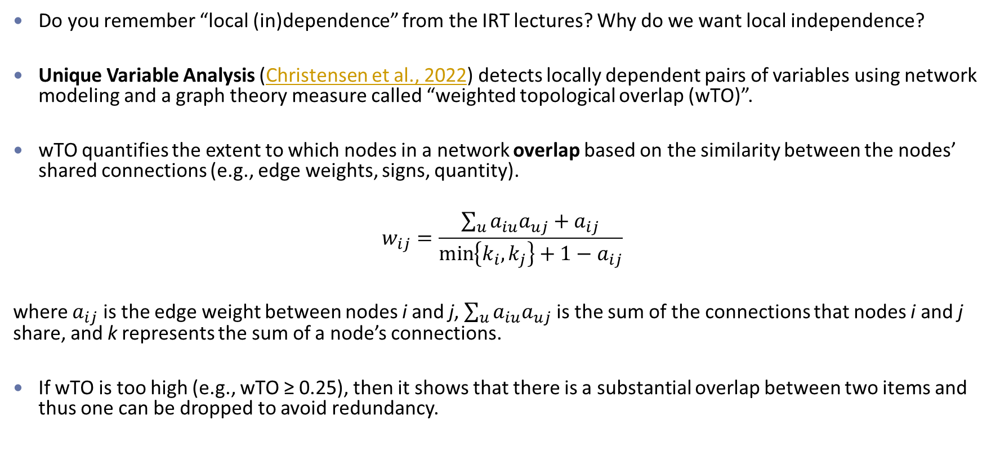 • Do you remember “local (in)dependence” from the IRT lectures? Why do we want local independence?
• Unique Variable Analysis (Christensen et al., 2022) detects locally dependent pairs of variables using network
modeling and a graph theory measure called “weighted topological overlap (wTO)”.
• wTO quantifies the extent to which nodes in a network overlap based on the similarity between the nodes’
shared connections (e.g., edge weights, signs, quantity).
w_{ij} = \frac{\sum_u a_{iu} a_{uj} + a_{ij}}{\min\{k_i, k_j\} + 1 - a_{ij}}
where a_{ij} is the edge weight between nodes i and j, \sum_u a_{iu} a_{uj} is the sum of the connections that nodes i and j
share, and k represents the sum of a node’s connections.
• If wTO is too high (e.g., wTO ≥ 0.25), then it shows that there is a substantial overlap between two items and
thus one can be dropped to avoid redundancy.